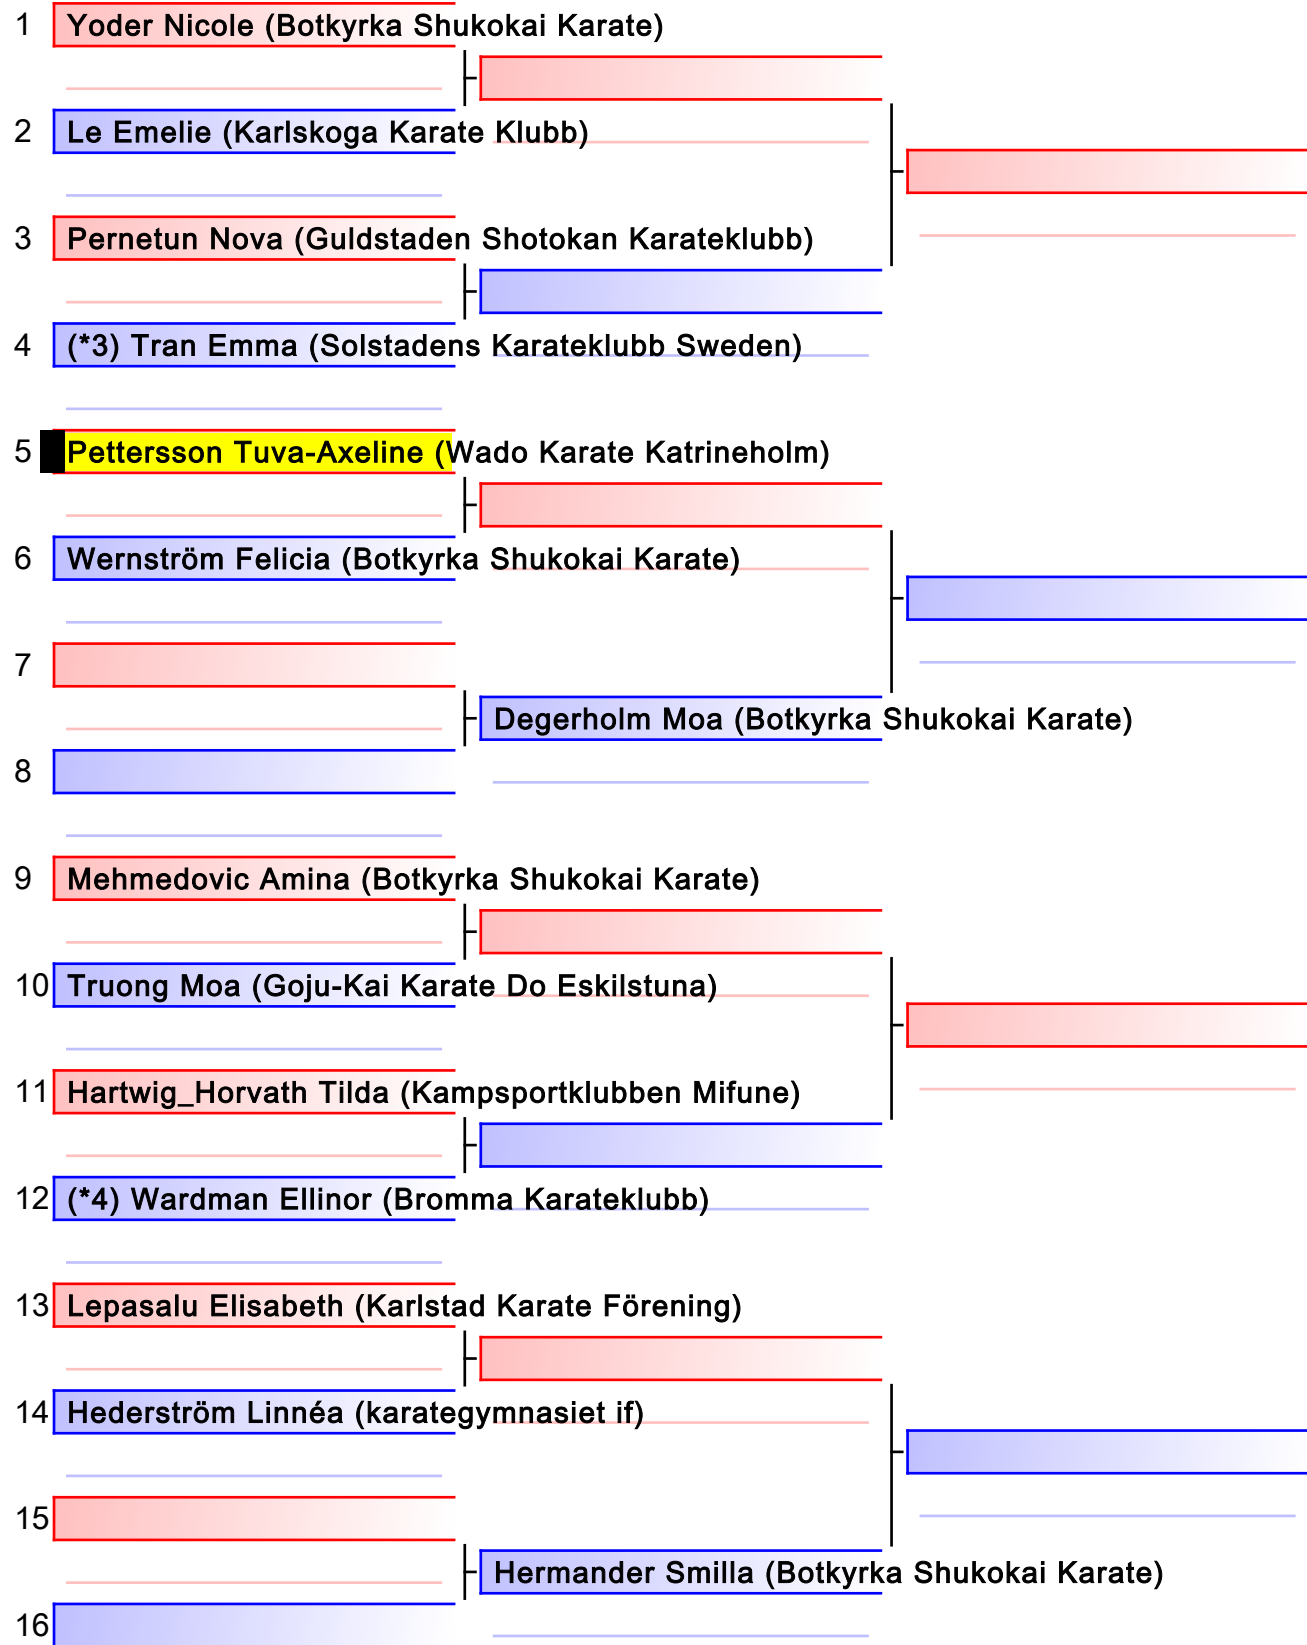 1 Yoder Nicole (Botkyrka Shukokai Karate)
2 Le Emelie (Karlskoga Karate Klubb)
3 Pernetun Nova (Guldstaden Shotokan Karateklubb)
4 (*3) Tran Emma (Solstadens Karateklubb Sweden)
5 Pettersson Tuva-Axeline (Wado Karate Katrineholm)
6 Wernström Felicia (Botkyrka Shukokai Karate)
7
Degerholm Moa (Botkyrka Shukokai Karate)
8
9 Mehmedovic Amina (Botkyrka Shukokai Karate)
10 Truong Moa (Goju-Kai Karate Do Eskilstuna)
11 Hartwig_Horvath Tilda (Kampsportklubben Mifune)
12 (*4) Wardman Ellinor (Bromma Karateklubb)
13 Lepasalu Elisabeth (Karlstad Karate Förening)
14 Hederström Linnéa (karategymnasiet if)
15
Hermander Smilla (Botkyrka Shukokai Karate)
16